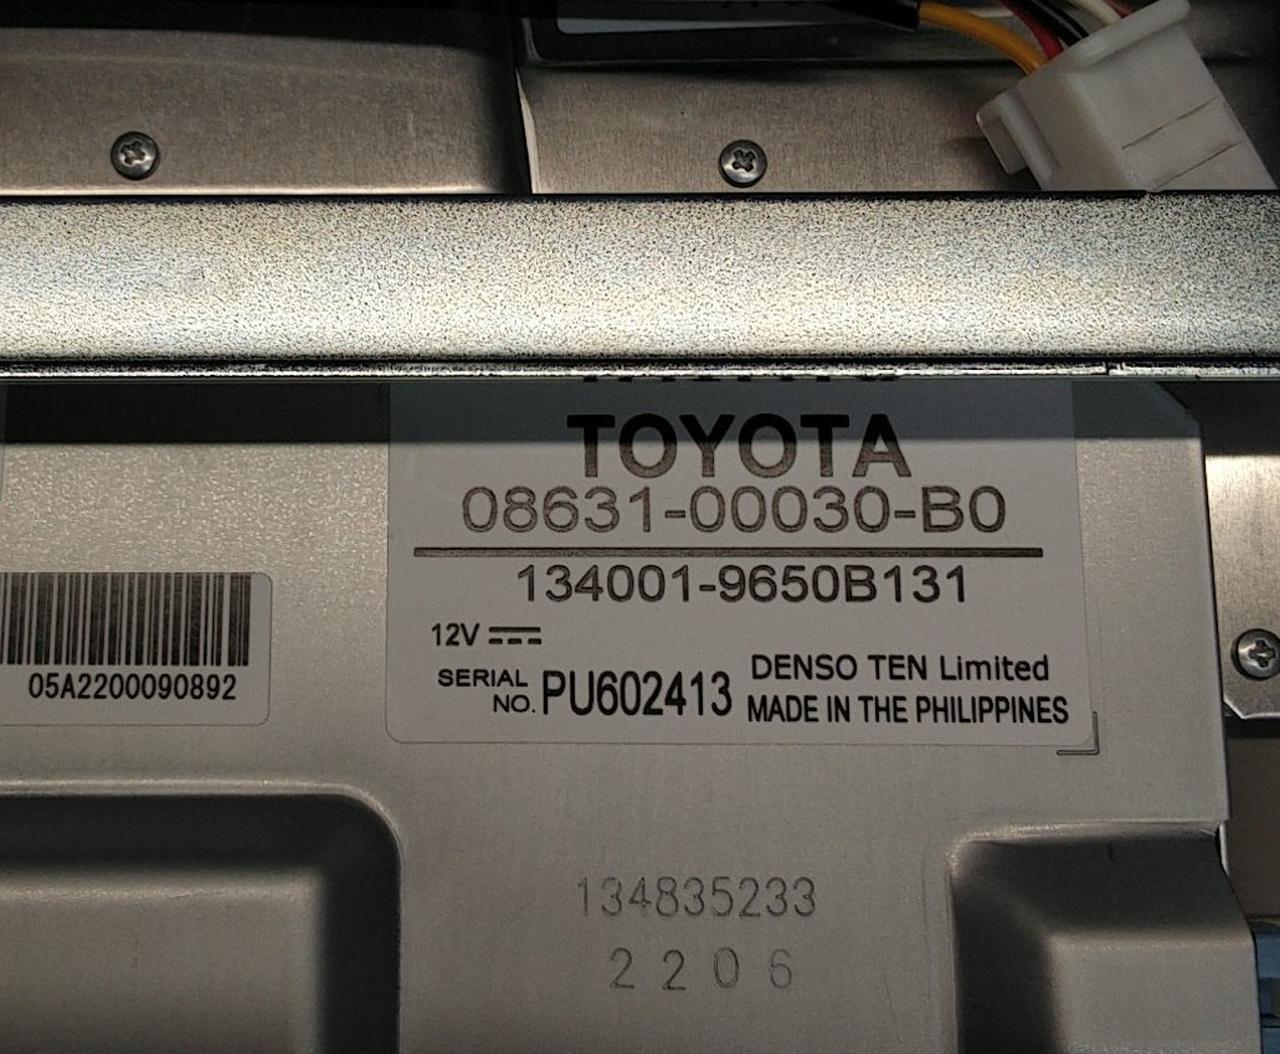 TOYOTA
08631-00030-B0
134001-9650B131
12V
SERIAL NO. PU602413
DENSO TEN Limited
MADE IN THE PHILIPPINES
05A2200090892
134835233
2206